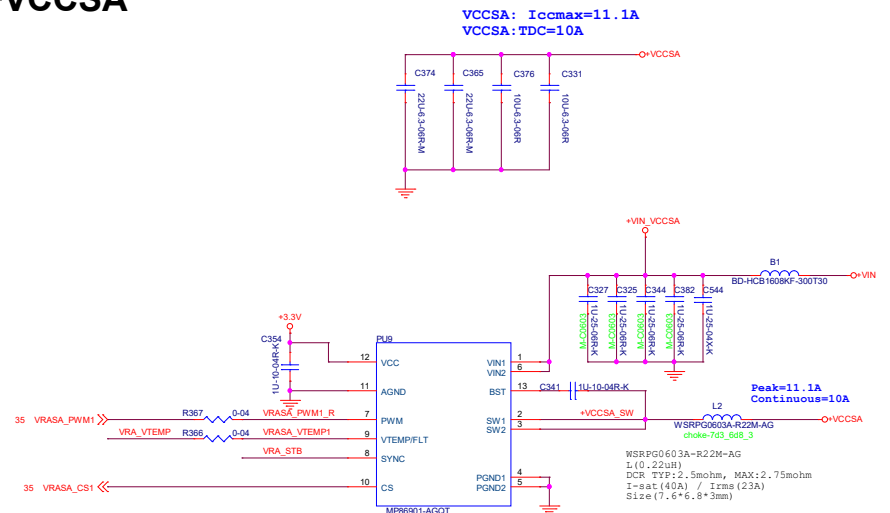 +VCCSA
VCCSA: Iccmax=11.1A
VCCSA:TDC=10A
+VCCSA
C374
C365
C376
C331
22U-6.3-06R-M
22U-6.3-06R-M
10U-6.3-06R
10U-6.3-06R
+VIN_VCCSA
B1
+VIN
BD-HCB1608KF-300T30
C327
C325
C344
C382
C544
1U-25-06R-K
1U-25-06R-K
1U-25-06R-K
1U-25-06R-K
1U-25-04X-K
M-C0603
M-C0603
M-C0603
M-C0603
+3.3V
C354
1U-10-04R-K
PU9
12
VCC
VIN1
1
VIN2
6
11
AGND
BST
13
C341
1U-10-04R-K
Peak=11.1A
Continuous=10A
35
VRASA_PWM1
R367
0-04
VRASA_PWM1_R
7
PWM
SW1
2
SW2
3
+VCCSA_SW
L2
+VCCSA
WSRPG0603A-R22M-AG
choke-7d3_6d8_3
VRA_VTEMP
R366
0-04
VRASA_VTEMP1
9
VTEMP/FLT
VRA_STB
8
SYNC
35
VRASA_CS1
10
CS
PGND1
4
PGND2
5
MP86901-AGQT
WSRPG0603A-R22M-AG
L(0.22uH)
DCR TYP:2.5mohm, MAX:2.75mohm
I-sat(40A) / Irms(23A)
Size(7.6*6.8*3mm)